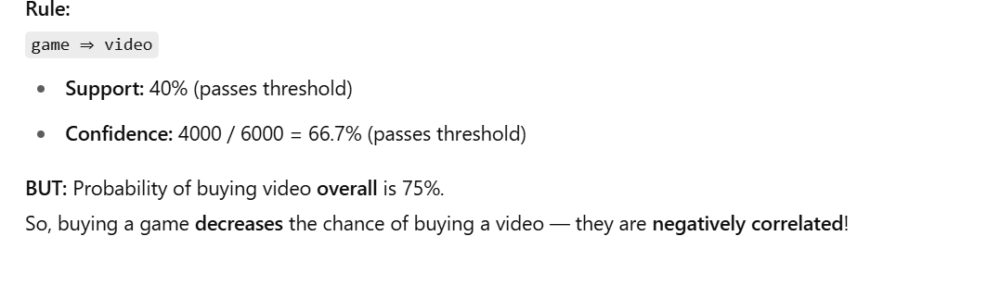 Rule:
game ⇒ video
• Support: 40% (passes threshold)
• Confidence: 4000 / 6000 = 66.7% (passes threshold)
BUT: Probability of buying video overall is 75%.
So, buying a game decreases the chance of buying a video — they are negatively correlated!